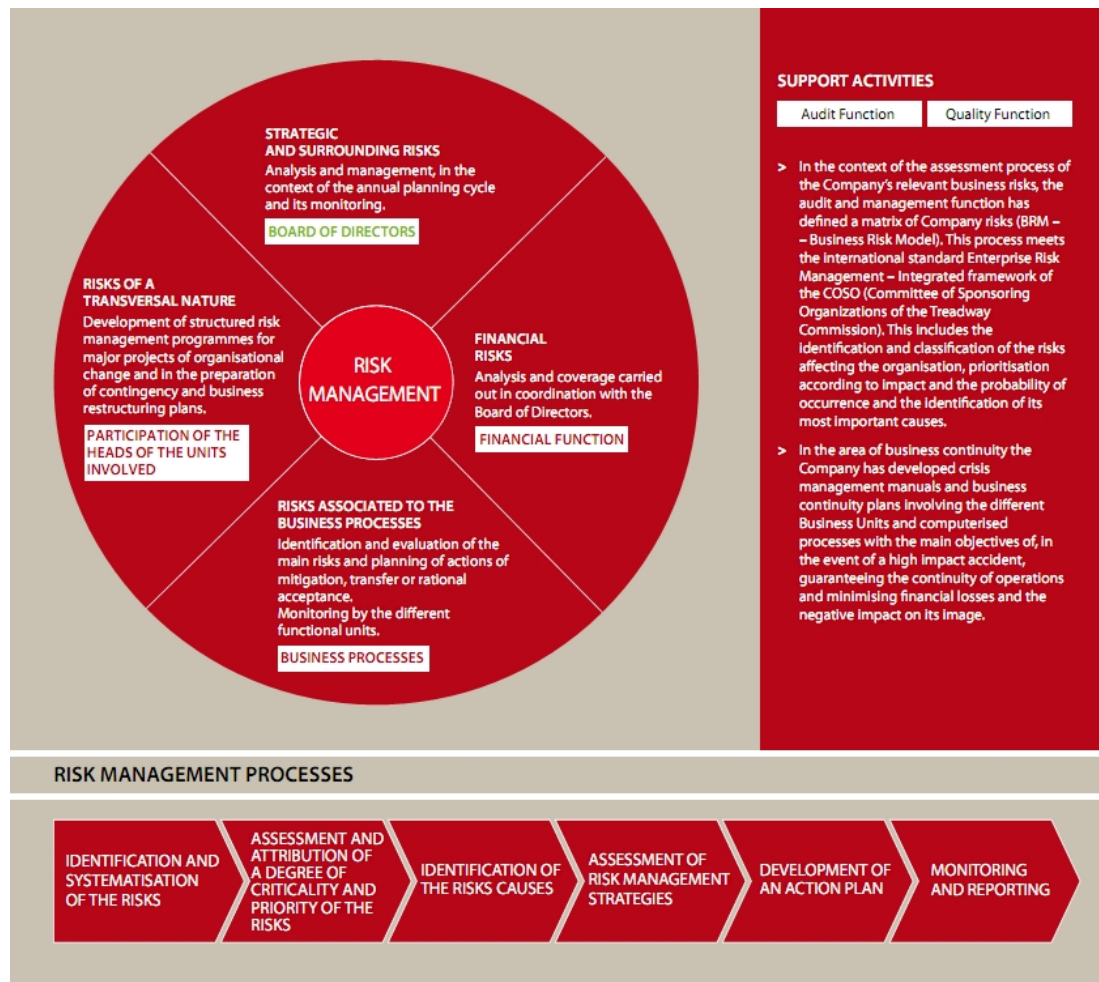 STRATEGIC
AND SURROUNDING RISKS
Analysis and management, in the
context of the annual planning cycle
and its monitoring.
BOARD OF DIRECTORS
RISKS OF A
TRANSVERSAL NATURE
Development of structured risk
management programmes for
major projects of organisational
change and in the preparation
of contingency and business
restructuring plans.
PARTICIPATION OF THE
HEADS OF THE UNITS
INVOLVED
RISK
MANAGEMENT
FINANCIAL
RISKS
Analysis and coverage carried
out in coordination with the
Board of Directors.
FINANCIAL FUNCTION
RISKS ASSOCIATED TO THE
BUSINESS PROCESSES
Identification and evaluation of the
main risks and planning of actions of
mitigation, transfer or rational
acceptance.
Monitoring by the different
functional units.
BUSINESS PROCESSES
SUPPORT ACTIVITIES
Audit Function
Quality Function
> In the context of the assessment process of
the Company's relevant business risks, the
audit and management function has
defined a matrix of Company risks (BRM –
– Business Risk Model). This process meets
the international standard Enterprise Risk
Management – Integrated framework of
the COSO (Committee of Sponsoring
Organizations of the Treadway
Commission). This includes the
identification and classification of the risks
affecting the organisation, prioritisation
according to impact and the probability of
occurrence and the identification of its
most important causes.
> In the area of business continuity the
Company has developed crisis
management manuals and business
continuity plans involving the different
Business Units and computerised
processes with the main objectives of, in
the event of a high impact accident,
guaranteeing the continuity of operations
and minimising financial losses and the
negative impact on its image.
RISK MANAGEMENT PROCESSES
IDENTIFICATION AND
SYSTEMATISATION
OF THE RISKS
ASSESSMENT AND
ATTRIBUTION OF
A DEGREE OF
CRITICALITY AND
PRIORITY OF THE
RISKS
IDENTIFICATION OF
THE RISKS CAUSES
ASSESSMENT OF
RISK MANAGEMENT
STRATEGIES
DEVELOPMENT OF
AN ACTION PLAN
MONITORING
AND REPORTING